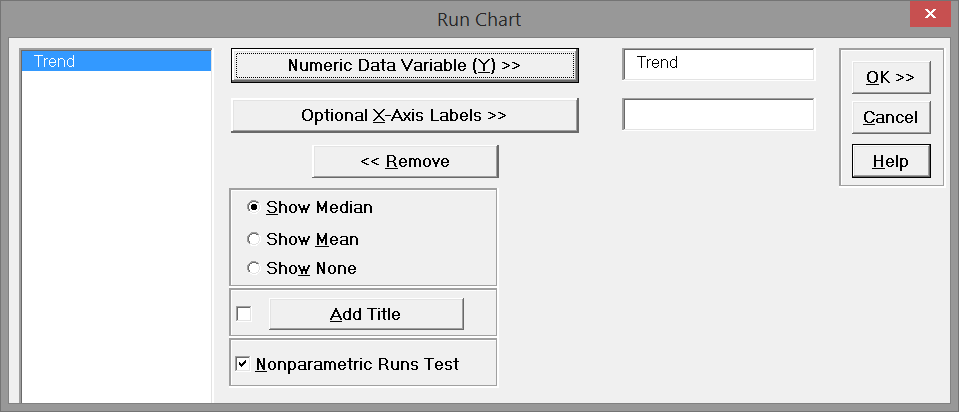 Run Chart
Trend
Numeric Data Variable (Y) >>
Trend
OK >>
Optional X-Axis Labels >>
Cancel
<< Remove
Help
Show Median
Show Mean
Show None
Add Title
Nonparametric Runs Test